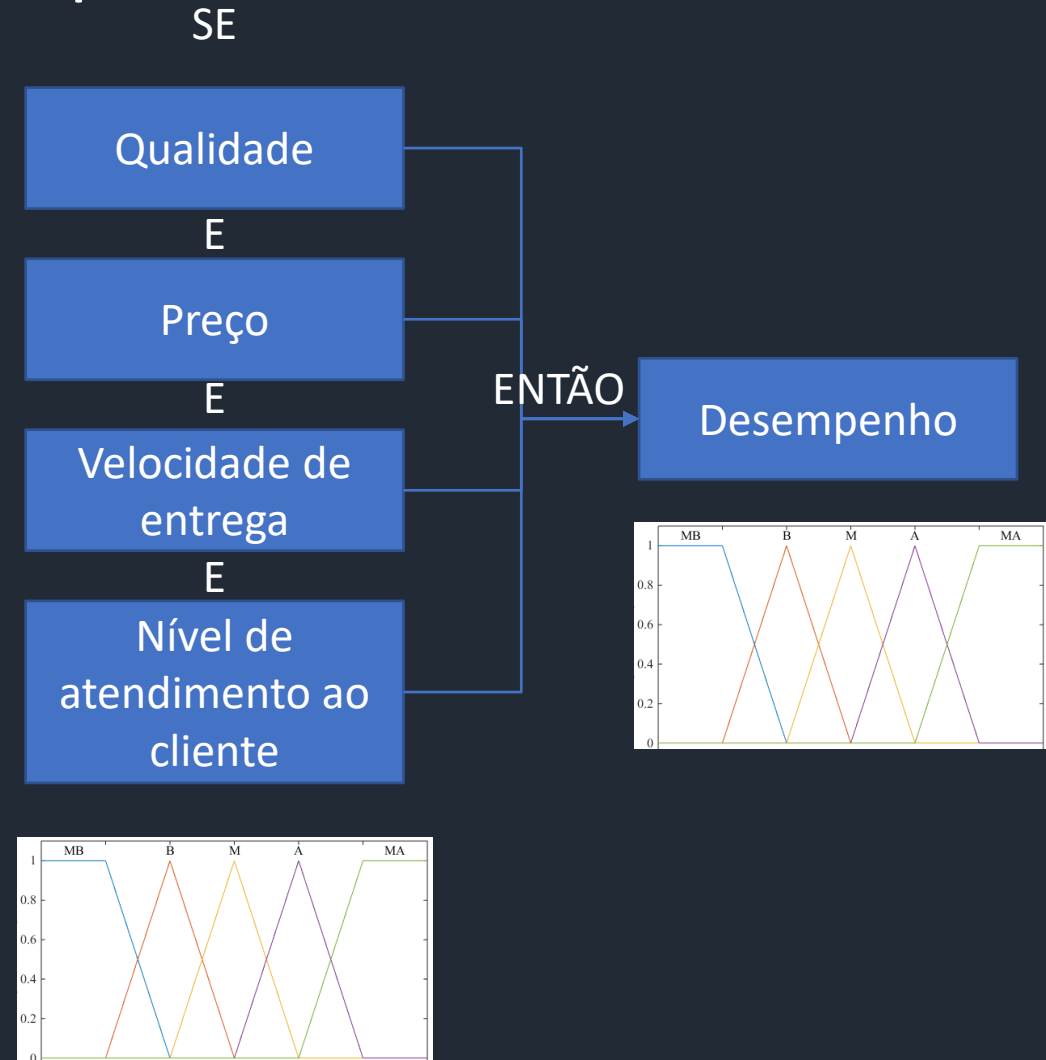 SE
Qualidade
E
Preço
E
Velocidade de
entrega
E
Nível de
atendimento ao
cliente
ENTÃO
Desempenho
MB B M A MA
1
0.8
0.6
0.4
0.2
0
MB B M A MA
1
0.8
0.6
0.4
0.2
0